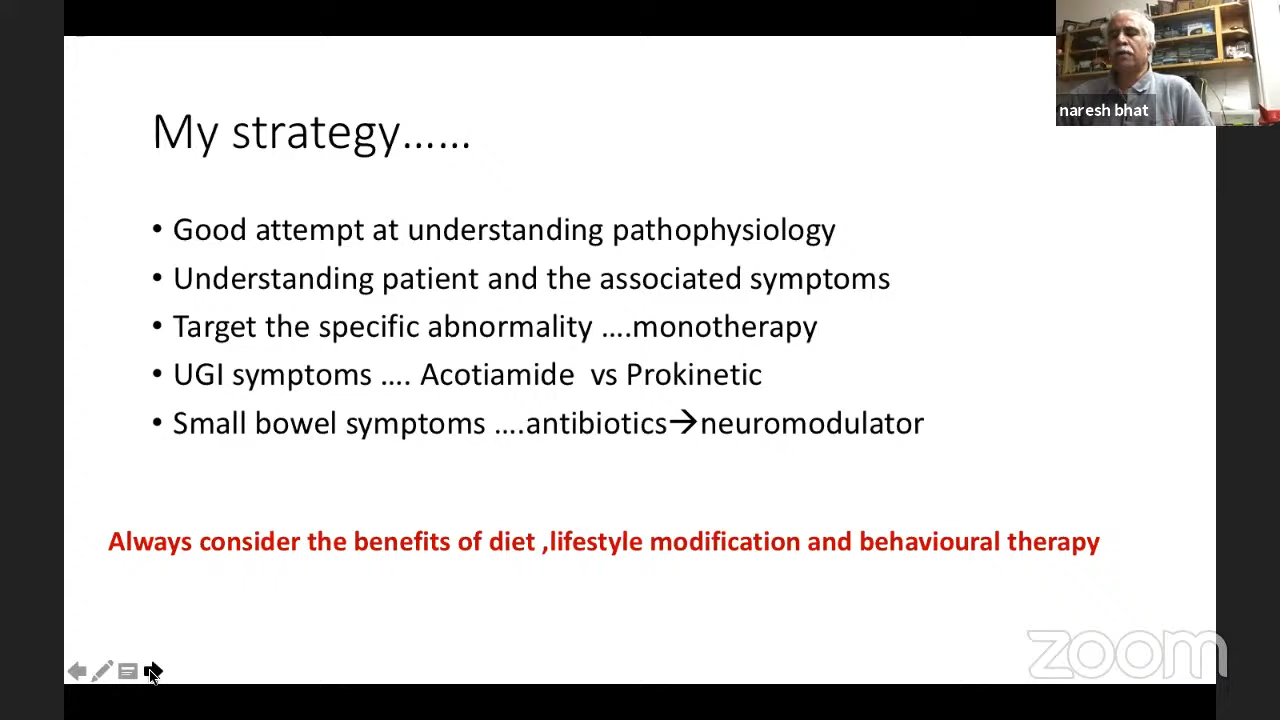 naresh bhat
My strategy......
• Good attempt at understanding pathophysiology
• Understanding patient and the associated symptoms
• Target the specific abnormality ....monotherapy
• UGI symptoms .... Acotiamide vs Prokinetic
• Small bowel symptoms ....antibiotics→neuromodulator
Always consider the benefits of diet ,lifestyle modification and behavioural therapy
zoom